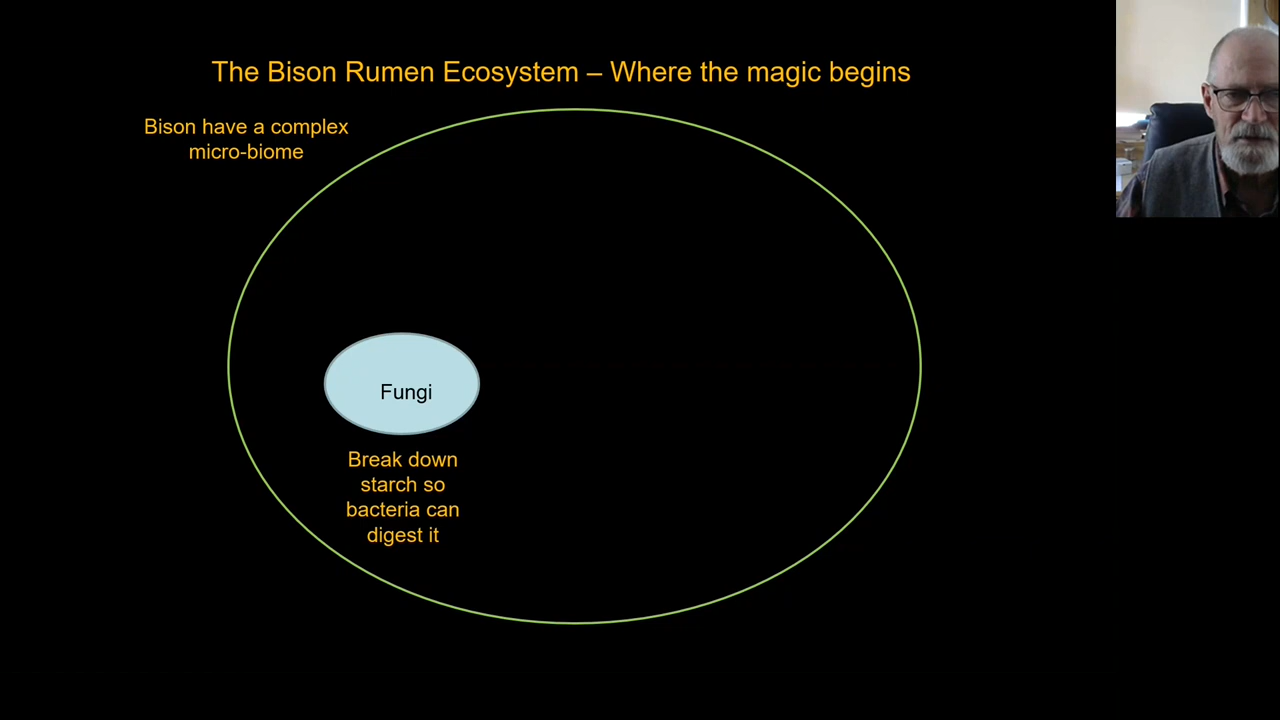 The Bison Rumen Ecosystem – Where the magic begins
Bison have a complex
micro-biome
Fungi
Break down
starch so
bacteria can
digest it